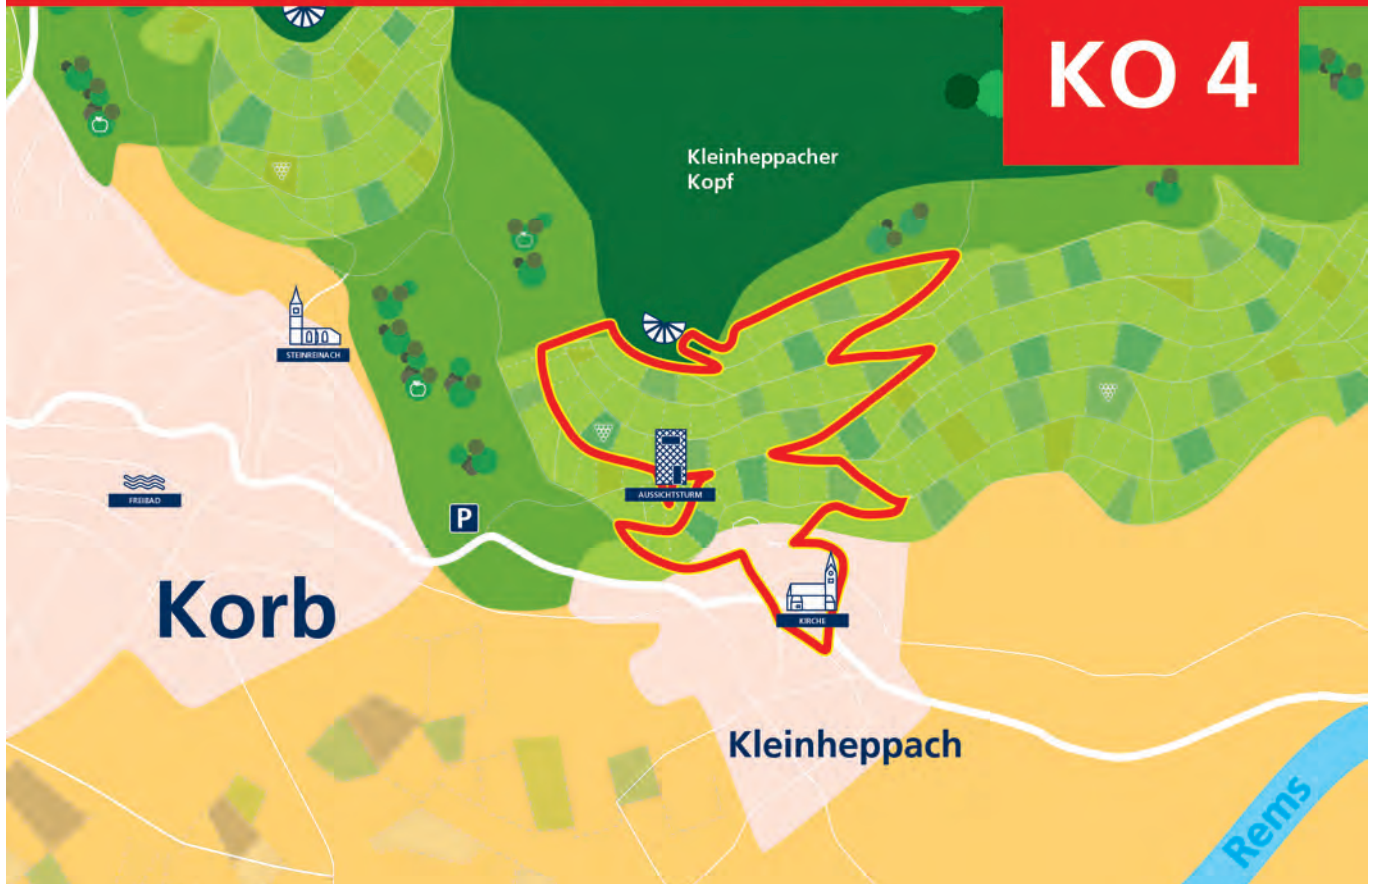 KO 4
Kleinheppacher
Kopf
STEINREINACH
FREIBAD
AUSSICHTSTURM
P
Korb
KIRCHE
Kleinheppach
Rems